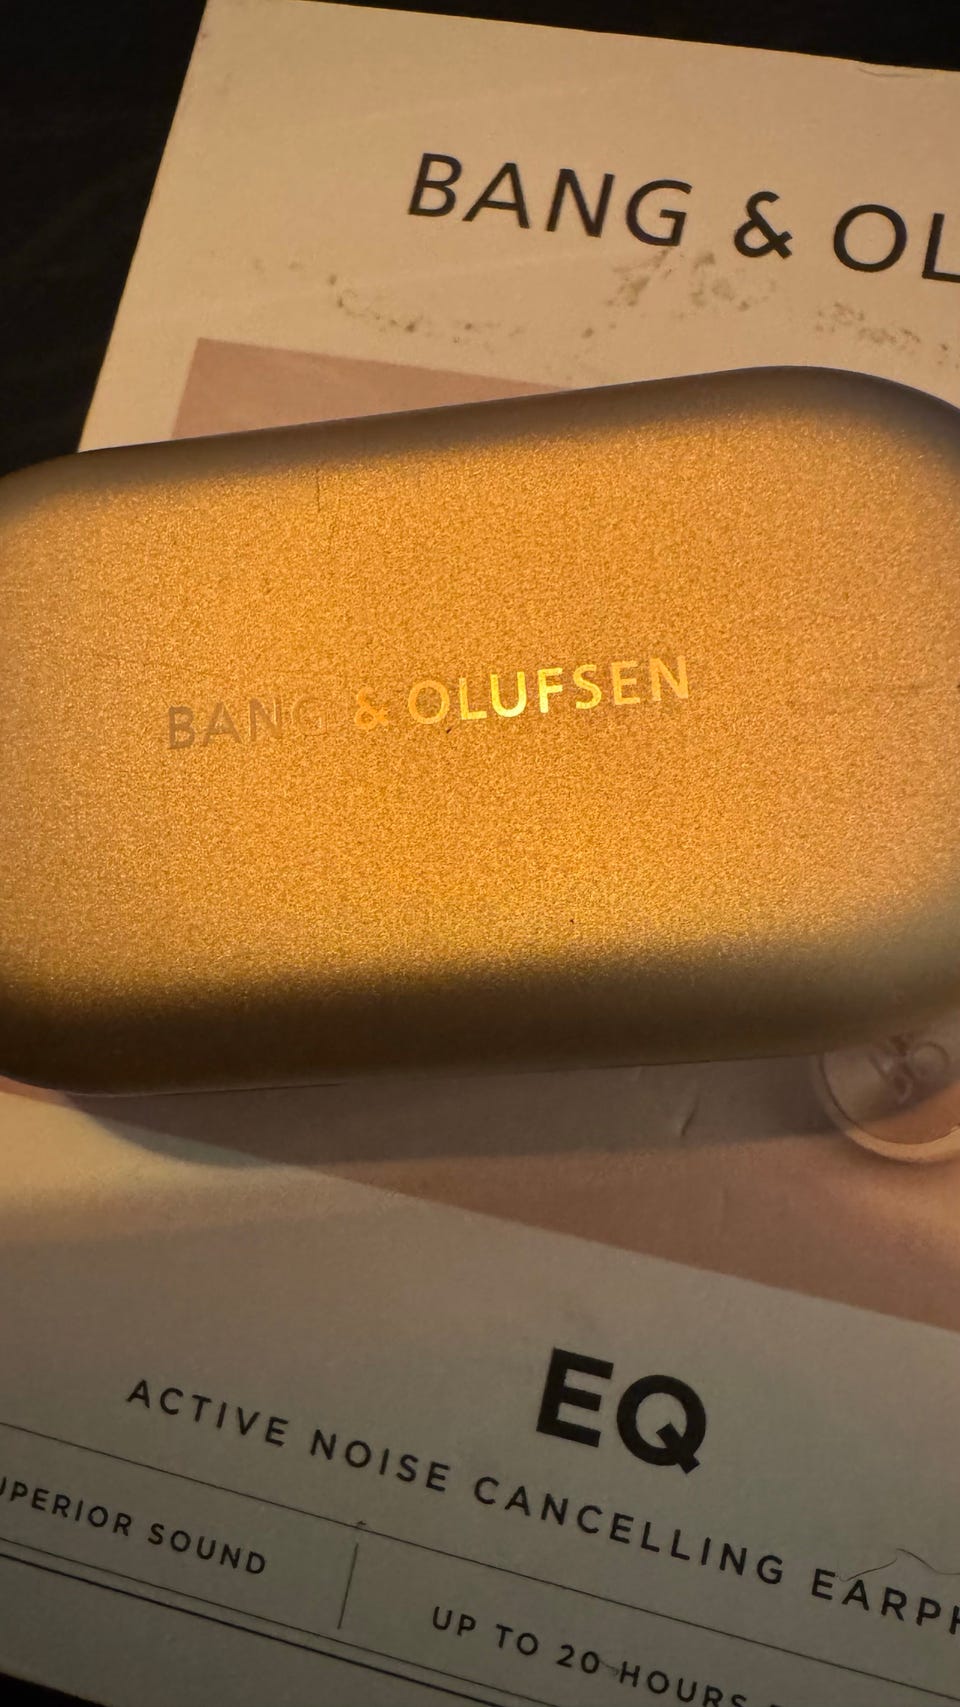 BANG & OL
BANG & OLUFSEN
EQ
ACTIVE NOISE CANCELLING EARPH
UPERIOR SOUND
UP TO 20 HOURS